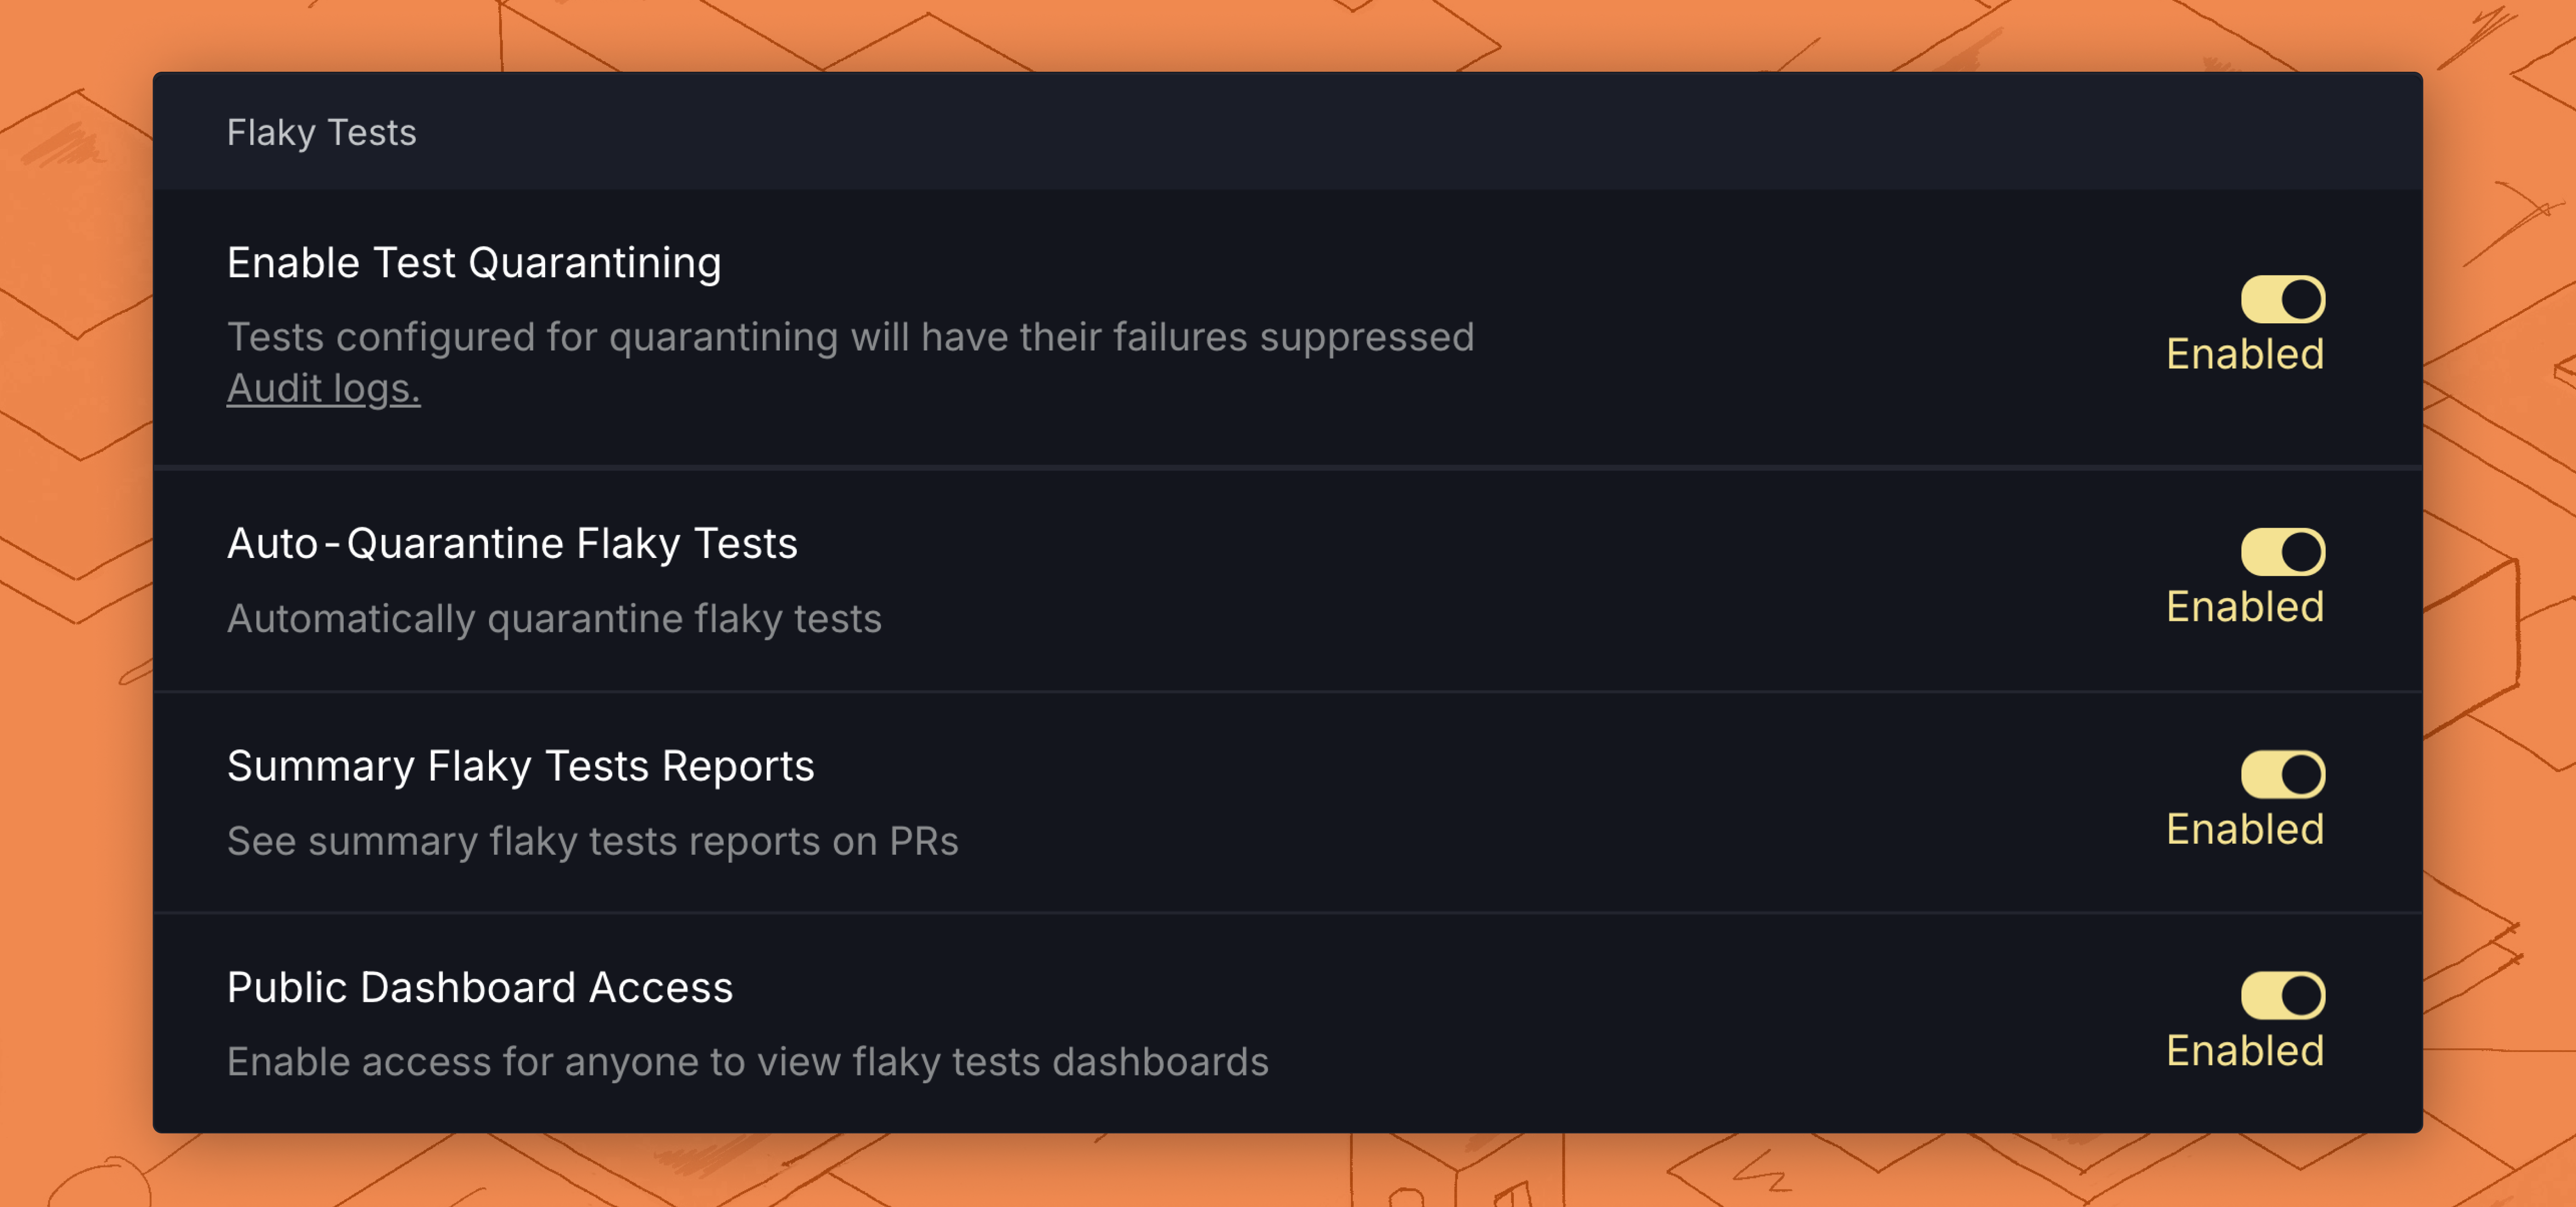 Flaky Tests
Enable Test Quarantining
Tests configured for quarantining will have their failures suppressed
Audit logs.
Enabled
Auto-Quarantine Flaky Tests
Automatically quarantine flaky tests
Enabled
Summary Flaky Tests Reports
See summary flaky tests reports on PRs
Enabled
Public Dashboard Access
Enable access for anyone to view flaky tests dashboards
Enabled